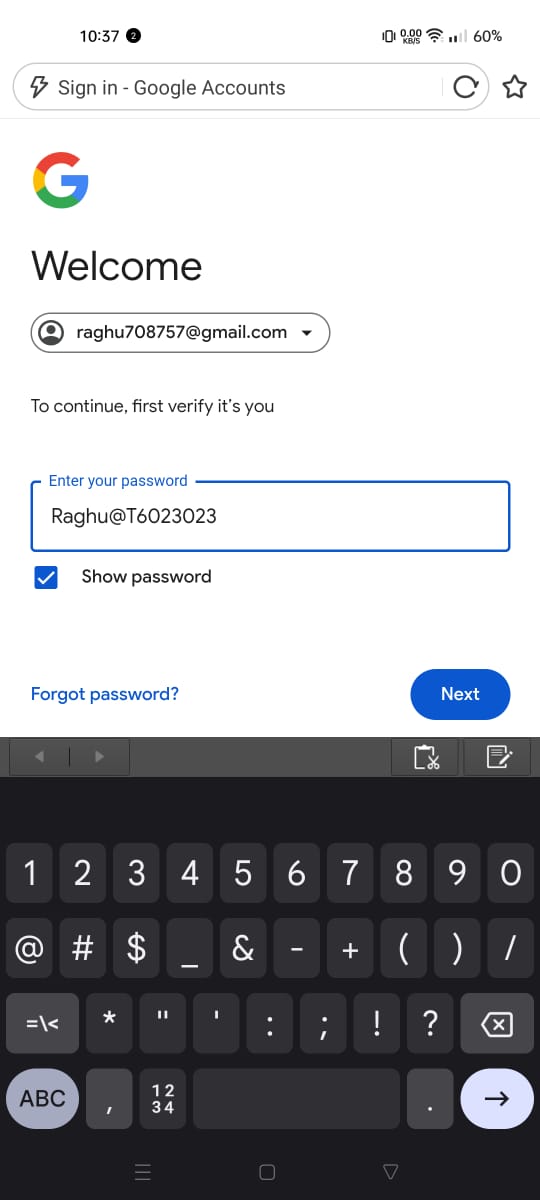 10:37 2 0.00 KB/S 60%
Sign in - Google Accounts
Welcome
raghu708757@gmail.com
To continue, first verify it's you
Enter your password
Raghu@T6023023
Show password
Forgot password? Next
1 2 3 4 5 6 7 8 9 0
@ # $ _ & - + ( ) /
=\< * " ' : ; ! ?
ABC , 12 34 .